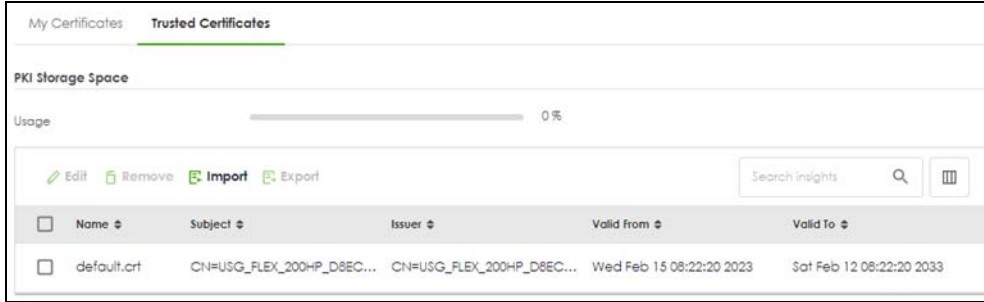 My Certificates Trusted Certificates
PKI Storage Space
Usage 0%
Edit Remove Import Export Search insights
Name Subject Issuer Valid From Valid To
default.crt CN=USG_FLEX_200HP_D8EC... CN=USG_FLEX_200HP_D8EC... Wed Feb 15 08:22:20 2023 Sat Feb 12 08:22:20 2033